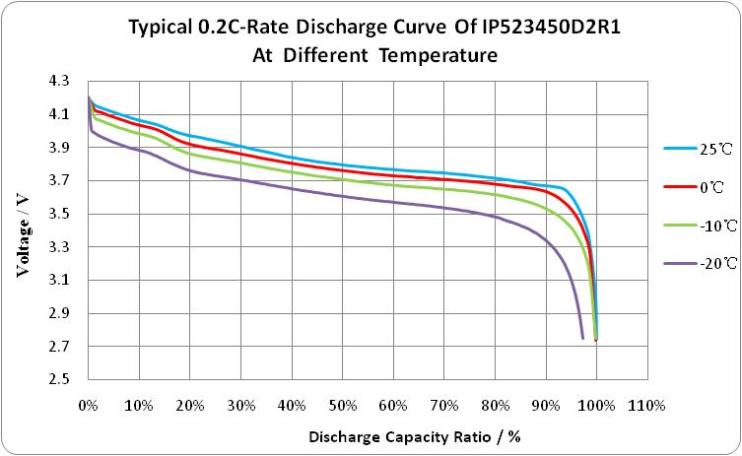 Typical 0.2C-Rate Discharge Curve Of IP523450D2R1
At Different Temperature
4.3
4.1
3.9
3.7
3.5
3.3
3.1
2.9
2.7
2.5
Voltage / V
0% 10% 20% 30% 40% 50% 60% 70% 80% 90% 100% 110%
Discharge Capacity Ratio / %
25℃
0℃
-10℃
-20℃